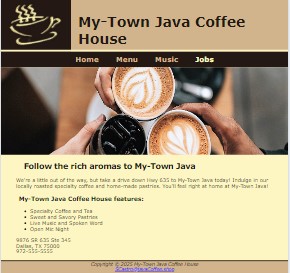 My-Town Java Coffee
House
Home Menu Music Jobs
Follow the rich aromas to My-Town Java
We're a little out of the way, but take a drive down Hwy 635 to My-Town Java today! Indulge in our
locally roasted specialty coffee and home-made pastries. You'll feel right at home at My-Town Java!
My-Town Java Coffee House features:
Specialty Coffee and Tea
Sweet and Savory Pastries
Live Music and Spoken Word
Open Mic Night
9876 SR 635 Ste 345
Dallas, TX 75000
972-555-5555
Copyright © 2025 My-Town Java Coffee House